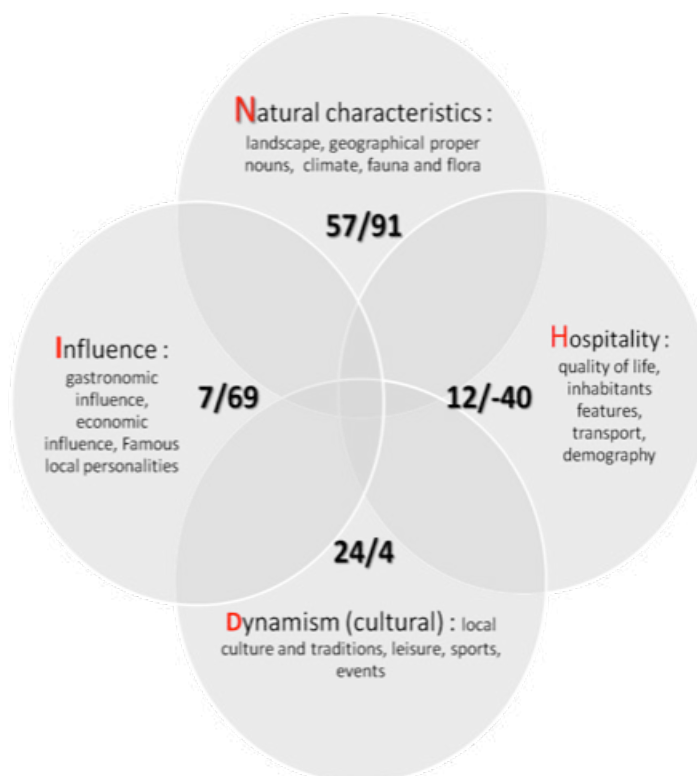 Natural characteristics :
landscape, geographical proper
nouns, climate, fauna and flora
57/91
Influence :
gastronomic
influence,
economic
influence, Famous
local personalities
7/69
12/-40
Hospitality :
quality of life,
inhabitants
features,
transport,
demography
24/4
Dynamism (cultural) : local
culture and traditions, leisure, sports,
events